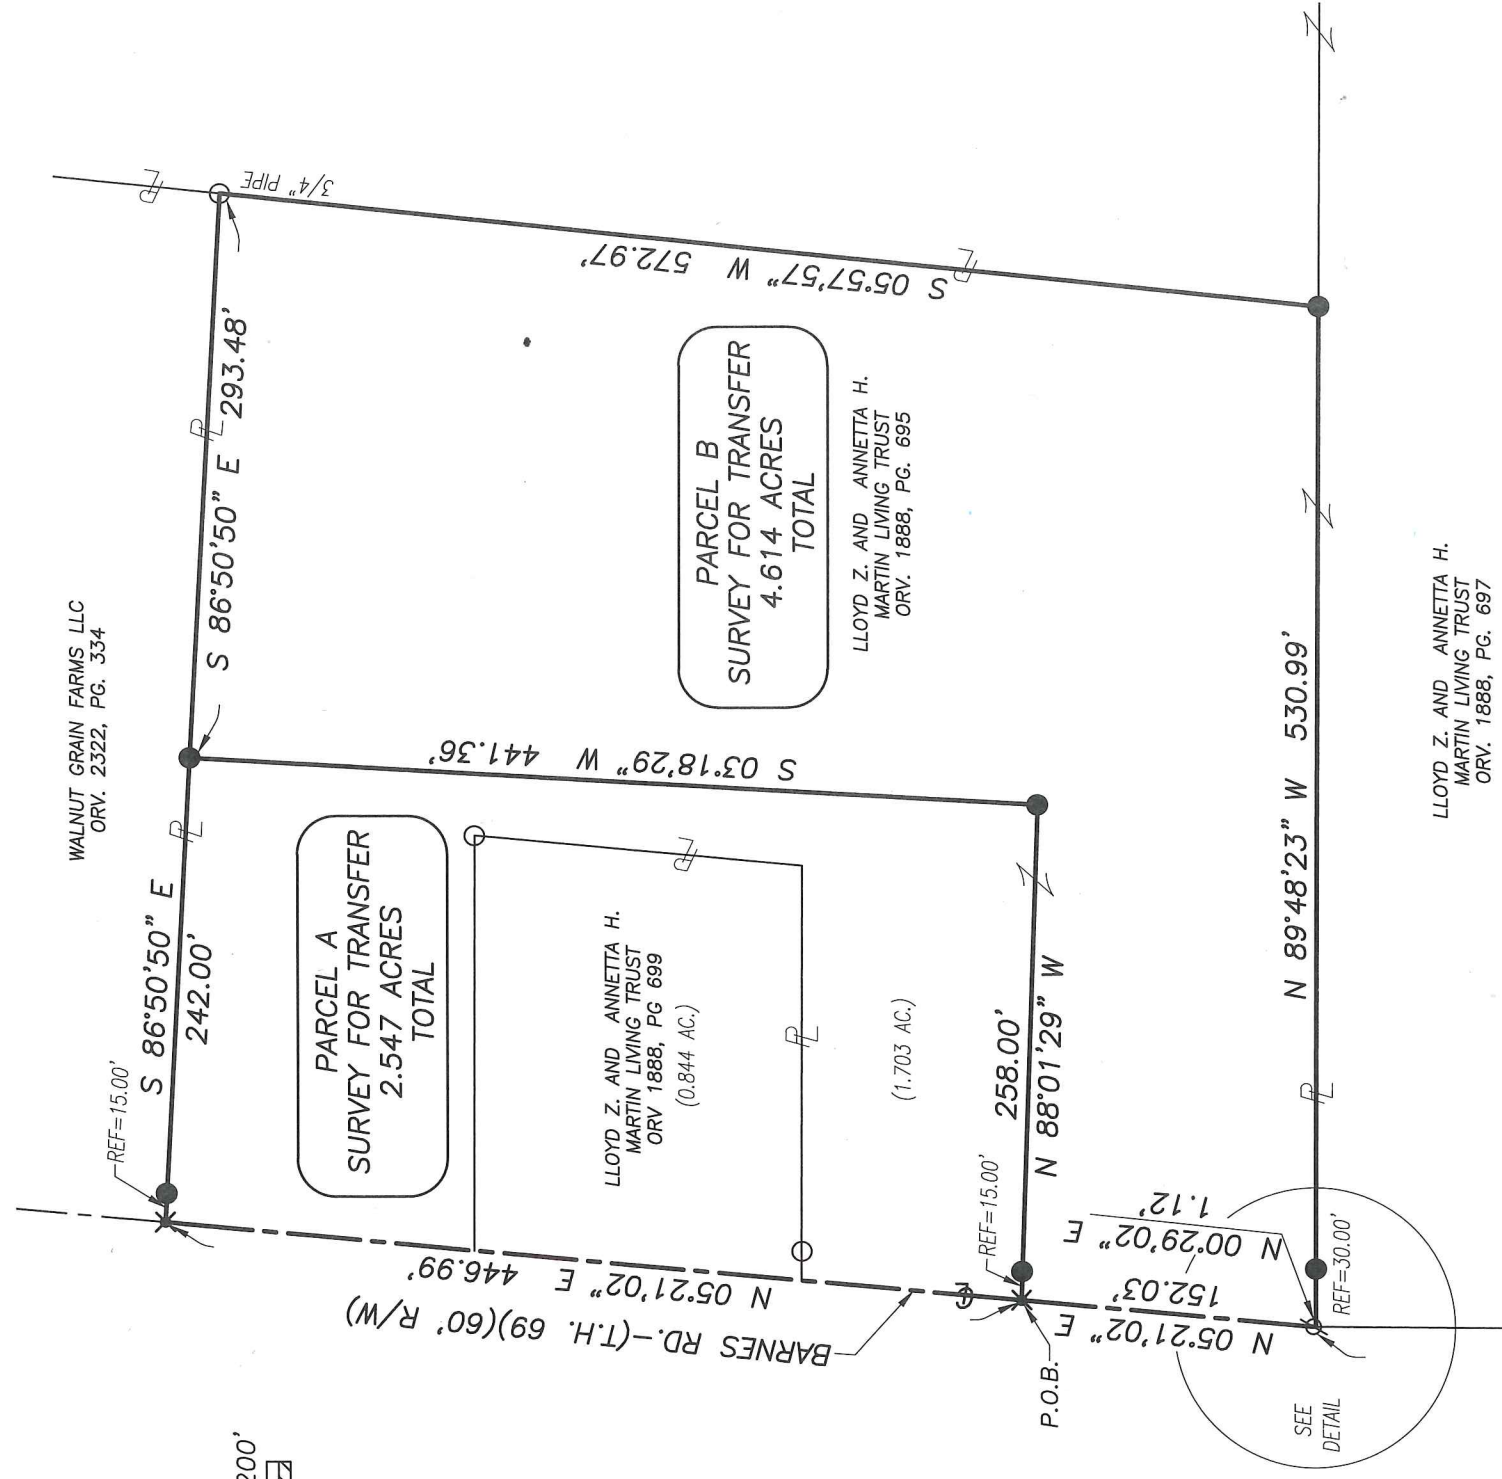 WALNUT GRAIN FARMS LLC
ORV. 2322, PG. 334
REF=15.00'
S 86°50'50" E
242.00'
S 86°50'50" E 293.48'
3/4" PIPE
S 05°57'57" W 572.97'
PARCEL A
SURVEY FOR TRANSFER
2.547 ACRES
TOTAL
S 03°18'29" W 441.36'
PARCEL B
SURVEY FOR TRANSFER
4.614 ACRES
TOTAL
LLOYD Z. AND ANNETTA H.
MARTIN LIVING TRUST
ORV. 1888, PG. 695
LLOYD Z. AND ANNETTA H.
MARTIN LIVING TRUST
ORV 1888, PG 699
(0.844 AC.)
(1.703 AC.)
N 05°21'02" E 446.99'
BARNES RD.-(T.H. 69)(60' R/W)
REF=15.00'
258.00'
N 88°01'29" W
P.O.B.
N 05°21'02" E
152.03'
N 00°29'02" E
1.12'
REF=30.00'
SEE
DETAIL
N 89°48'23" W 530.99'
LLOYD Z. AND ANNETTA H.
MARTIN LIVING TRUST
ORV. 1888, PG. 697
200'